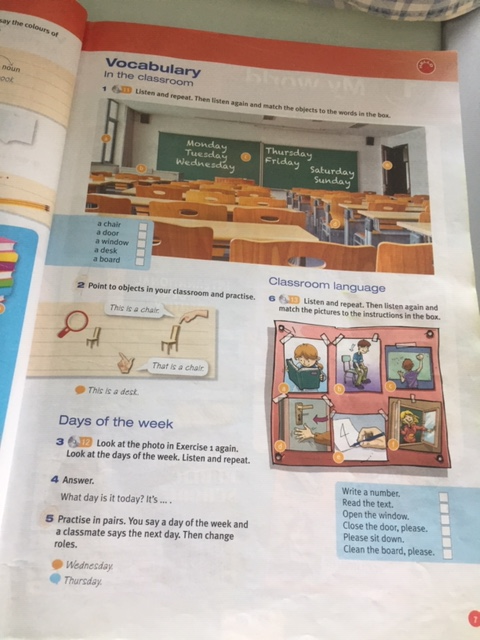 say the colours of
noun
Vocabulary
In the classroom
1 11 Listen and repeat. Then listen again and match the objects to the words in the box.
Monday
Tuesday
Wednesday
Thursday
Friday
Saturday
Sunday
a chair
a door
a window
a desk
a board
2 Point to objects in your classroom and practise.
This is a chair.
That is a chair.
This is a desk.
Days of the week
3 12 Look at the photo in Exercise 1 again.
Look at the days of the week. Listen and repeat.
4 Answer.
What day is it today? It's ... .
5 Practise in pairs. You say a day of the week and
a classmate says the next day. Then change
roles.
Wednesday.
Thursday.
Classroom language
6 13 Listen and repeat. Then listen again and
match the pictures to the instructions in the box.
4
Write a number.
Read the text.
Open the window.
Close the door, please.
Please sit down.
Clean the board, please.
7